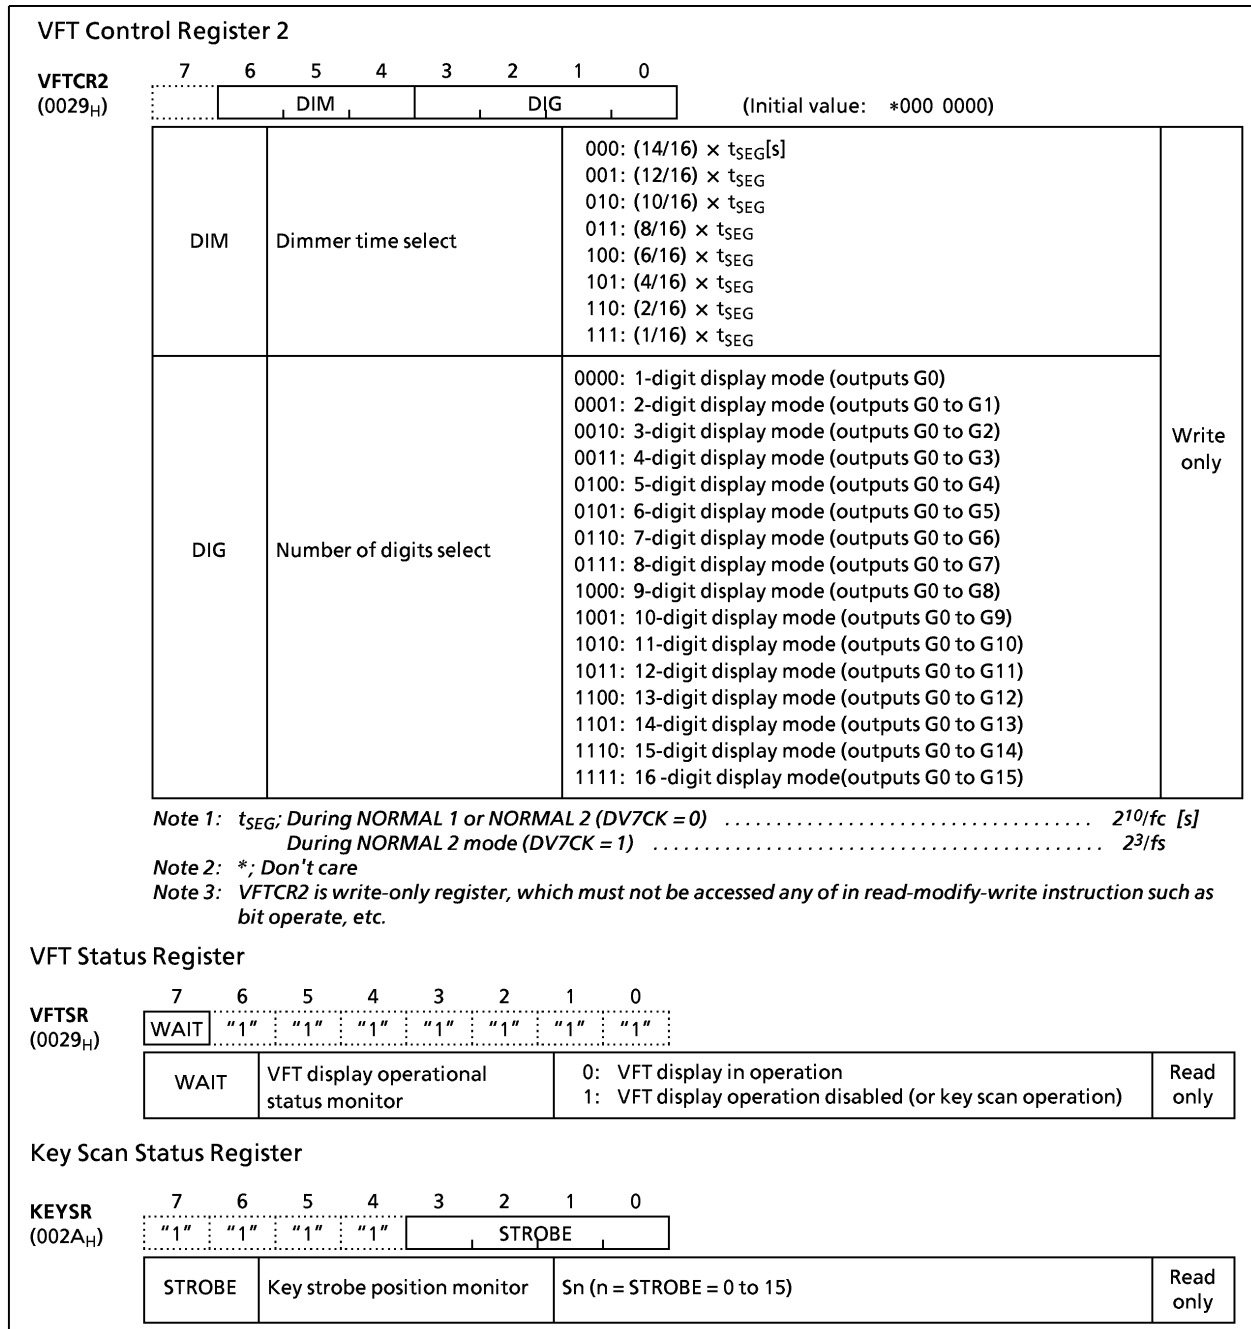 VFT Control Register 2
7 6 5 4 3 2 1 0
VFTCR2
(0029H)
DIM DIG
(Initial value: *000 0000)
DIM
Dimmer time select
000: (14/16) × tSEG[s]
001: (12/16) × tSEG
010: (10/16) × tSEG
011: (8/16) × tSEG
100: (6/16) × tSEG
101: (4/16) × tSEG
110: (2/16) × tSEG
111: (1/16) × tSEG
DIG
Number of digits select
0000: 1-digit display mode (outputs G0)
0001: 2-digit display mode (outputs G0 to G1)
0010: 3-digit display mode (outputs G0 to G2)
0011: 4-digit display mode (outputs G0 to G3)
0100: 5-digit display mode (outputs G0 to G4)
0101: 6-digit display mode (outputs G0 to G5)
0110: 7-digit display mode (outputs G0 to G6)
0111: 8-digit display mode (outputs G0 to G7)
1000: 9-digit display mode (outputs G0 to G8)
1001: 10-digit display mode (outputs G0 to G9)
1010: 11-digit display mode (outputs G0 to G10)
1011: 12-digit display mode (outputs G0 to G11)
1100: 13-digit display mode (outputs G0 to G12)
1101: 14-digit display mode (outputs G0 to G13)
1110: 15-digit display mode (outputs G0 to G14)
1111: 16 -digit display mode(outputs G0 to G15)
Write
only
Note 1: tSEG; During NORMAL 1 or NORMAL 2 (DV7CK = 0) ..................................... 2^10/fc [s]
During NORMAL 2 mode (DV7CK = 1) ............................................. 2^3/fs
Note 2: *; Don't care
Note 3: VFTCR2 is write-only register, which must not be accessed any of in read-modify-write instruction such as
bit operate, etc.
VFT Status Register
7 6 5 4 3 2 1 0
VFTSR
(0029H)
WAIT "1" "1" "1" "1" "1" "1" "1"
WAIT
VFT display operational
status monitor
0: VFT display in operation
1: VFT display operation disabled (or key scan operation)
Read
only
Key Scan Status Register
7 6 5 4 3 2 1 0
KEYSR
(002AH)
"1" "1" "1" "1" STROBE
STROBE
Key strobe position monitor
Sn (n = STROBE = 0 to 15)
Read
only